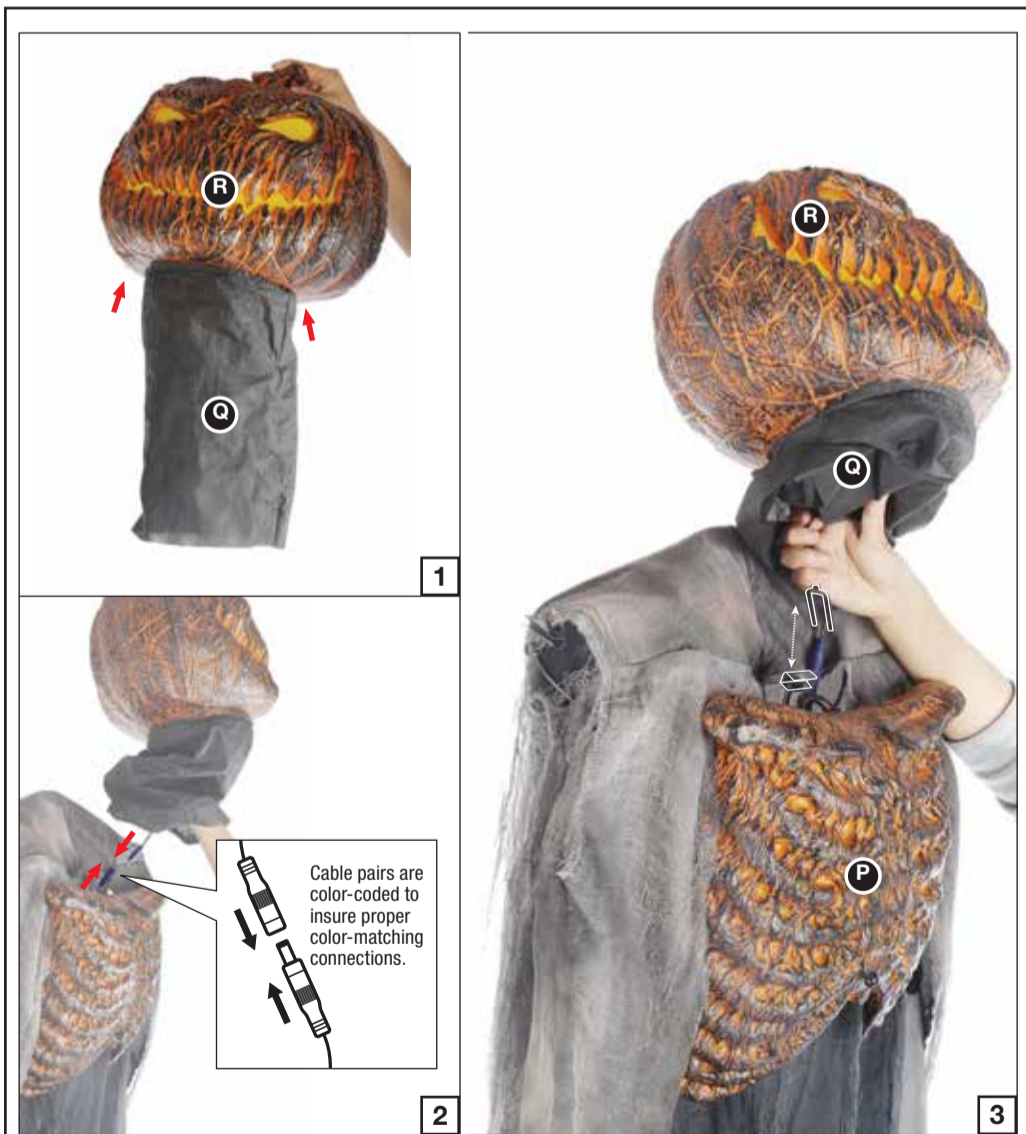 R
Q
1
Cable pairs are
color-coded to
insure proper
color-matching
connections.
2
R
Q
P
3